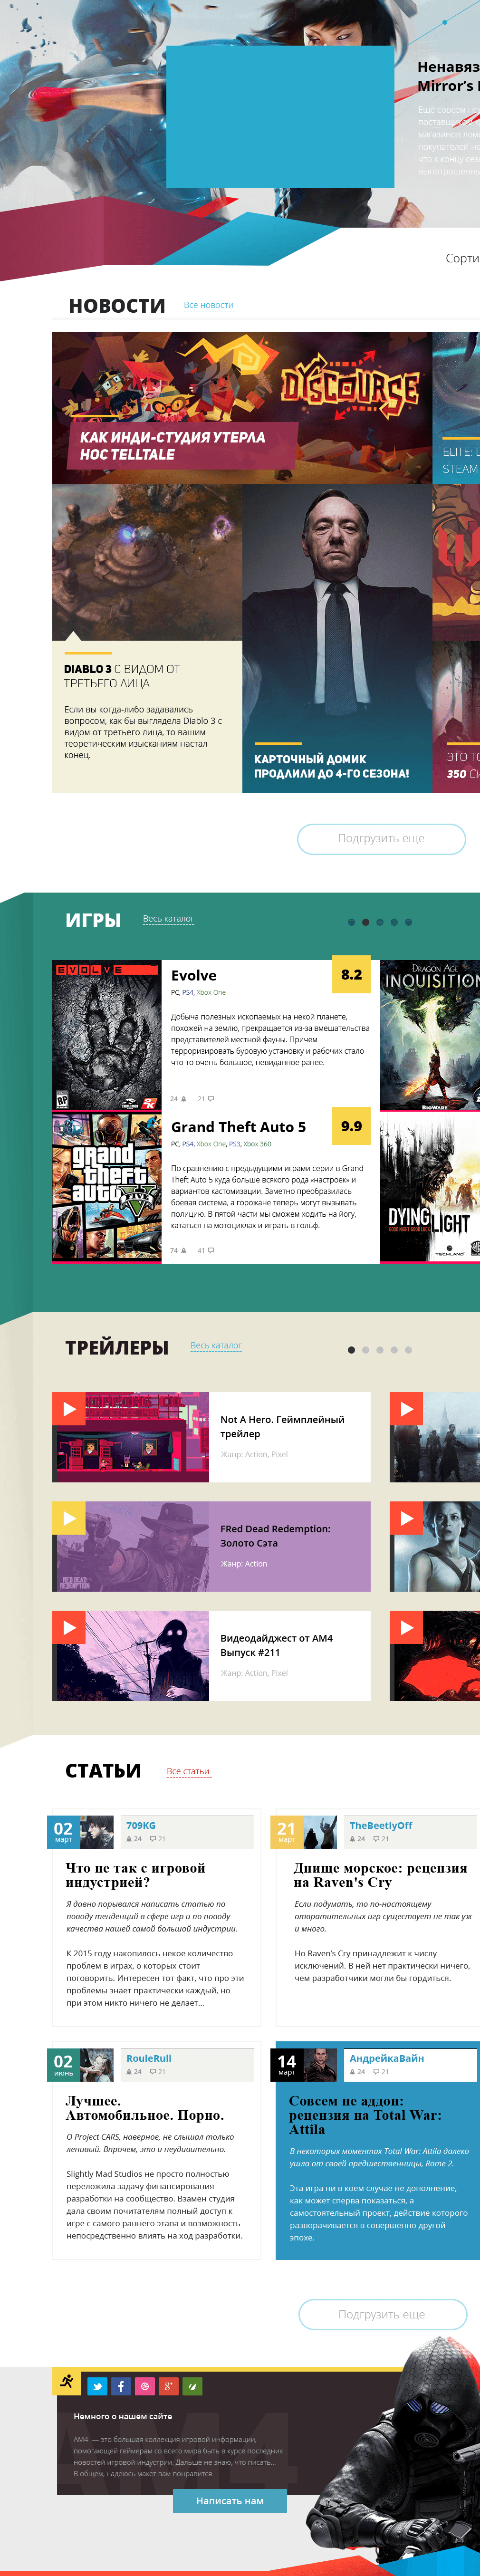 Ненавяз
Mirror's
Ещё совсем не
поставщи
магазинов лом
покупателей не
что к концу сез
выпотрошенны
Сорти
НОВОСТИ
Все новости
DISCOURSE
КАК ИНДИ-СТУДИЯ УТЕРЛА
НОС TELLTALE
ELITE: D
STEAM
DIABLO 3 С ВИДОМ ОТ
ТРЕТЬЕГО ЛИЦА
Если вы когда-либо задавались
вопросом, как бы выглядела Diablo 3 с
видом от третьего лица, то вашим
теоретическим изысканиям настал
конец.
КАРТОЧНЫЙ ДОМИК
ПРОДЛИЛИ ДО 4-ГО СЕЗОНА!
ЭТО ТО
350 СИ
Подгрузить еще
ИГРЫ
Весь каталог
EVOLVE
RP
2K
Evolve
8.2
PC, PS4, Xbox One
Добыча полезных ископаемых на некой планете,
похожей на землю, прекращается из-за вмешательства
представителей местной фауны. Причем
терроризировать буровую установку и рабочих стало
что-то очень большое, невиданное ранее.
24 21
DRAGON AGE
INQUISITION
BIOWARE
grand
theft
auto
V
FIVE
Grand Theft Auto 5
9.9
PC, PS4, Xbox One, PS3, Xbox 360
По сравнению с предыдущими играми серии в Grand
Theft Auto 5 куда больше всякого рода «настроек» и
вариантов кастомизации. Заметно преобразилась
боевая система, а горожане теперь могут вызывать
полицию. В пятой части мы сможем ходить на йогу,
кататься на мотоциклах и играть в гольф.
74 41
DYING LIGHT
GOOD NIGHT GOOD LUCK
TECHLAND
ТРЕЙЛЕРЫ
Весь каталог
Not A Hero. Геймплейный
трейлер
Жанр: Action, Pixel
RED DEAD
REDEMPTION
FRed Dead Redemption:
Золото Сэта
Жанр: Action
Видеодайджест от AM4
Выпуск #211
Жанр: Action, Pixel
СТАТЬИ
Все статьи
02
март
709KG
24 21
Что не так с игровой
индустрией?
Я давно порывался написать статью по
поводу тенденций в сфере игр и по поводу
качества нашей самой большой индустрии.
К 2015 году накопилось некое количество
проблем в играх, о которых стоит
поговорить. Интересен тот факт, что про эти
проблемы знает практически каждый, но
при этом никто ничего не делает...
21
март
TheBeetlyOff
24 21
Днище морское: рецензия
на Raven's Cry
Если подумать, то по-настоящему
отвратительных игр существует не так уж
и много.
Но Raven's Cry принадлежит к числу
исключений. В ней нет практически ничего,
чем разработчики могли бы гордиться.
02
июнь
RouleRull
24 21
Лучшее.
Автомобильное. Порно.
О Project CARS, наверное, не слышал только
ленивый. Впрочем, это и неудивительно.
Slightly Mad Studios не просто полностью
переложила задачу финансирования
разработки на сообщество. Взамен студия
дала своим почитателям полный доступ к
игре с самого раннего этапа и возможность
непосредственно влиять на ход разработки.
14
март
АндрейкаВайн
24 21
Совсем не аддон:
рецензия на Total War:
Attila
В некоторых моментах Total War: Attila далеко
ушла от своей предшественницы, Rome 2.
Эта игра ни в коем случае не дополнение,
как может сперва показаться, а
самостоятельный проект, действие которого
разворачивается в совершенно другой
эпохе.
Подгрузить еще
Немного о нашем сайте
AM4 — это большая коллекция игровой информации,
помогающей геймерам со всего мира быть в курсе последних
новостей игровой индустрии. Дальше не знаю, что писать...
В общем, надеюсь макет вам понравится.
Написать нам